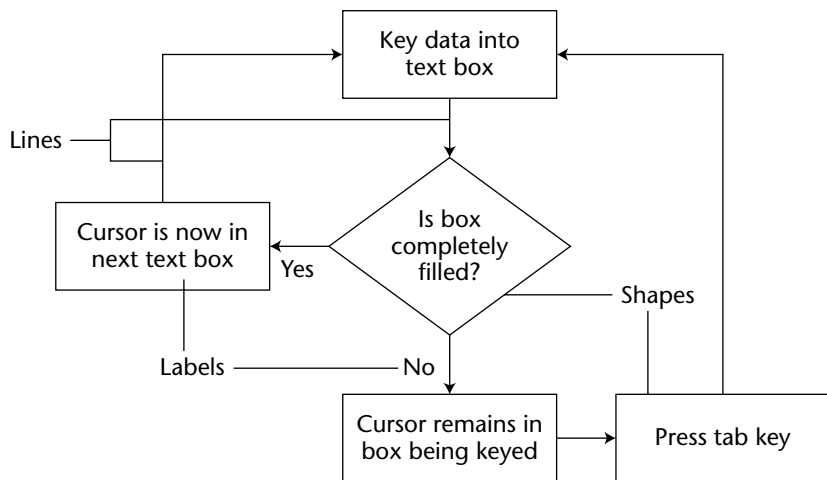 Key data into
text box
Lines
Cursor is now in
next text box
Yes
Is box
completely
filled?
Shapes
Labels
No
Cursor remains in
box being keyed
Press tab key